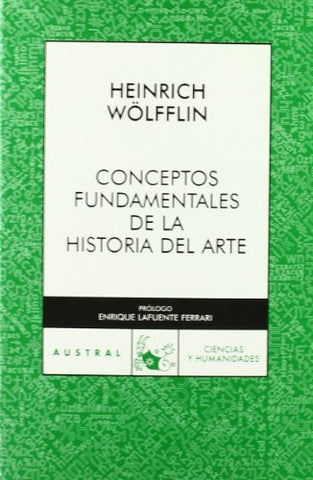 HEINRICH
WÖLFFLIN
CONCEPTOS
FUNDAMENTALES
DE LA
HISTORIA DEL ARTE
PRÓLOGO
ENRIQUE LAFUENTE FERRARI
AUSTRAL
CIENCIAS
Y HUMANIDADES